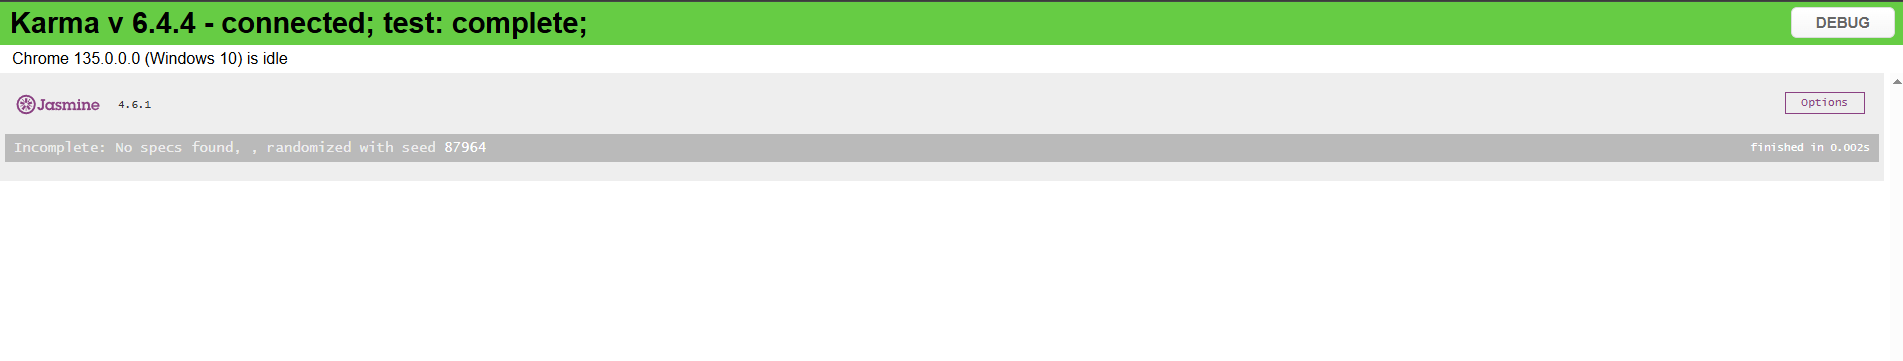 Karma v 6.4.4 - connected; test: complete;
DEBUG
Chrome 135.0.0.0 (Windows 10) is idle
Jasmine 4.6.1
Options
Incomplete: No specs found, , randomized with seed 87964
finished in 0.002s